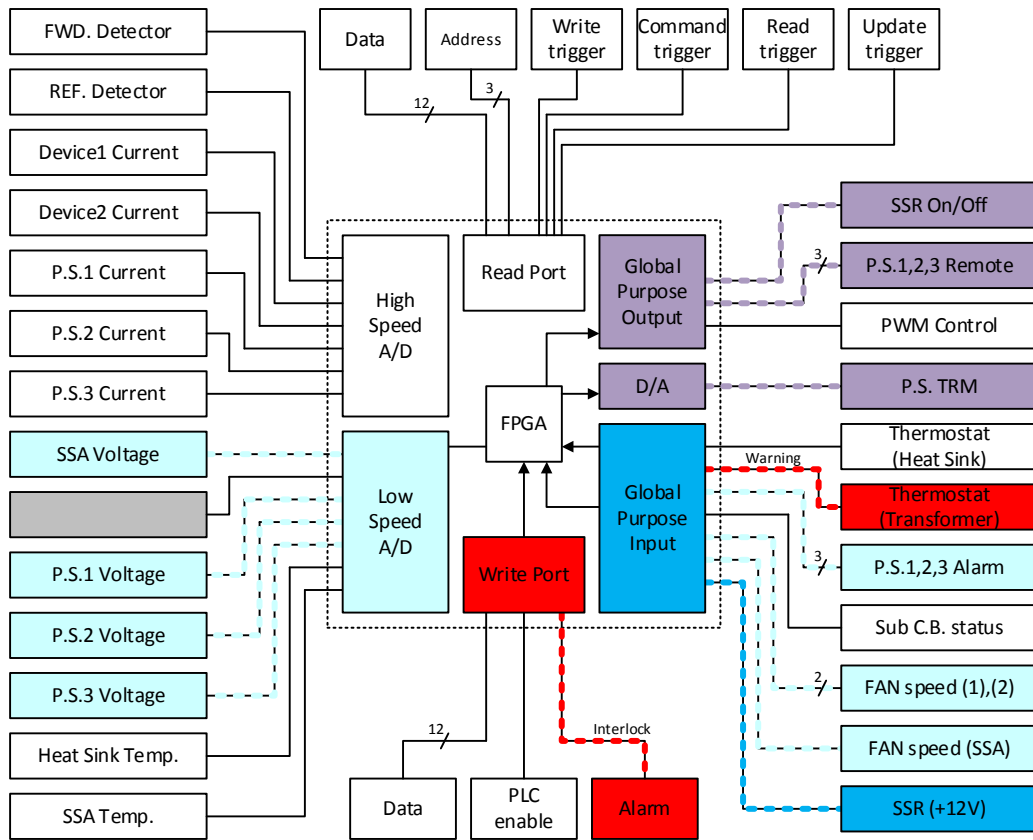 FWD. Detector
REF. Detector
Device1 Current
Device2 Current
P.S.1 Current
P.S.2 Current
P.S.3 Current
SSA Voltage
P.S.1 Voltage
P.S.2 Voltage
P.S.3 Voltage
Heat Sink Temp.
SSA Temp.
Data
Address
Write
trigger
Command
trigger
Read
trigger
Update
trigger
12
3
High
Speed
A/D
Read Port
Global
Purpose
Output
D/A
FPGA
Low
Speed
A/D
Write Port
Global
Purpose
Input
12
Interlock
Data
PLC
enable
Alarm
SSR On/Off
3
P.S.1,2,3 Remote
PWM Control
P.S. TRM
Thermostat
(Heat Sink)
Warning
Thermostat
(Transformer)
3
P.S.1,2,3 Alarm
Sub C.B. status
2
FAN speed (1),(2)
FAN speed (SSA)
SSR (+12V)